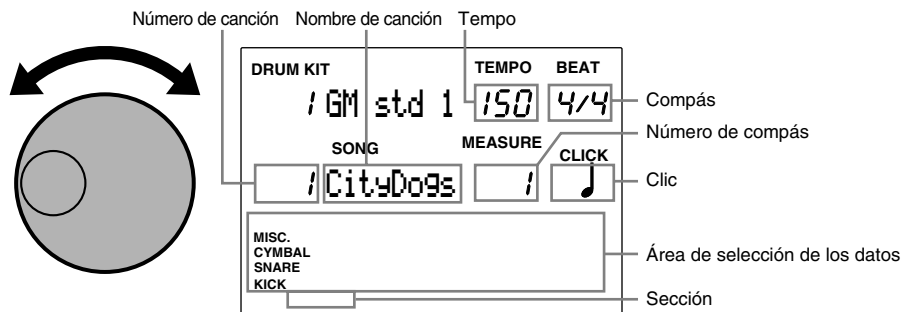 Número de canción Nombre de canción Tempo
DRUM KIT TEMPO BEAT
1 GM std 1 150 4/4
Compás
Número de compás
SONG MEASURE CLICK
1 CityDogs 1
Clic
MISC.
CYMBAL
SNARE
KICK
Área de selección de los datos
Sección